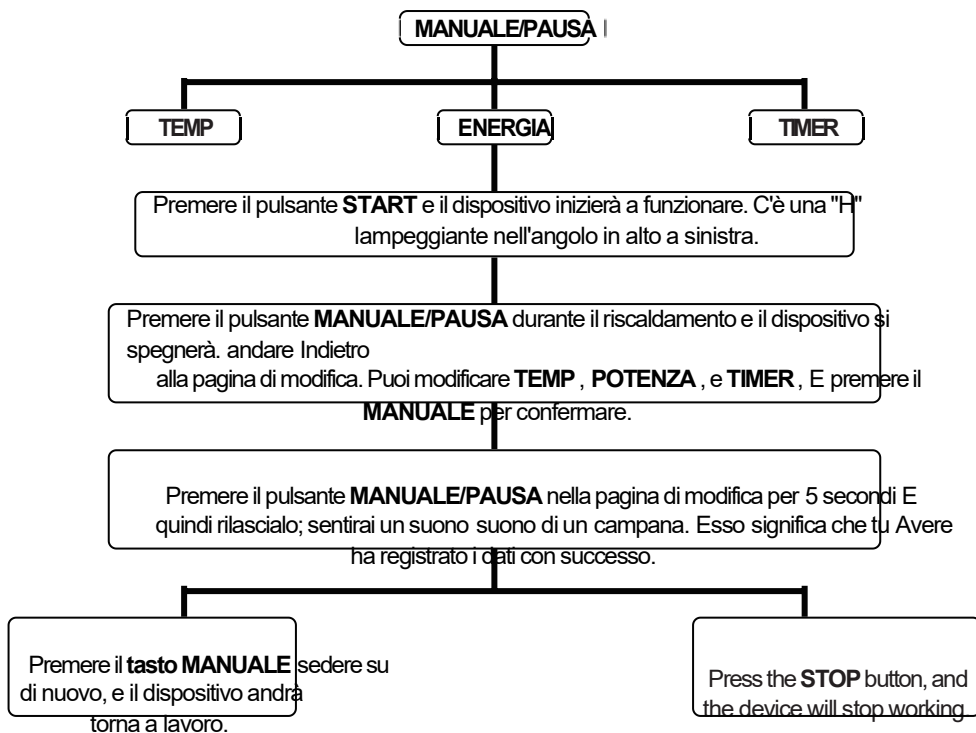 MANUALE/PAUSA
TEMP
ENERGIA
TIMER
Premere il pulsante START e il dispositivo inizierà a funzionare. C'è una "H"
lampeggiante nell'angolo in alto a sinistra.
Premere il pulsante MANUALE/PAUSA durante il riscaldamento e il dispositivo si
spegnerà. andare Indietro
alla pagina di modifica. Puoi modificare TEMP , POTENZA , e TIMER , E premere il
MANUALE per confermare.
Premere il pulsante MANUALE/PAUSA nella pagina di modifica per 5 secondi E
quindi rilascialo; sentirai un suono suono di un campana. Esso significa che tu Avere
ha registrato i dati con successo.
Premere il tasto MANUALE sedere su
di nuovo, e il dispositivo andrà
torna a lavoro.
Press the STOP button, and
the device will stop working.